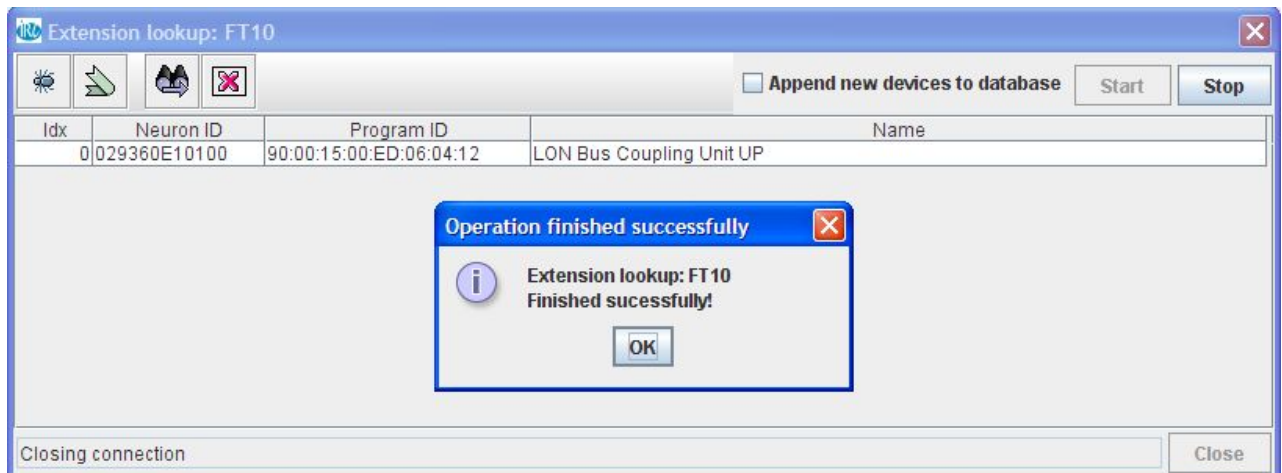 Extension lookup: FT10
Append new devices to database Start Stop
Idx Neuron ID Program ID Name
0 029360E10100 90:00:15:00:ED:06:04:12 LON Bus Coupling Unit UP
Operation finished successfully
Extension lookup: FT10
Finished sucessfully!
OK
Closing connection Close